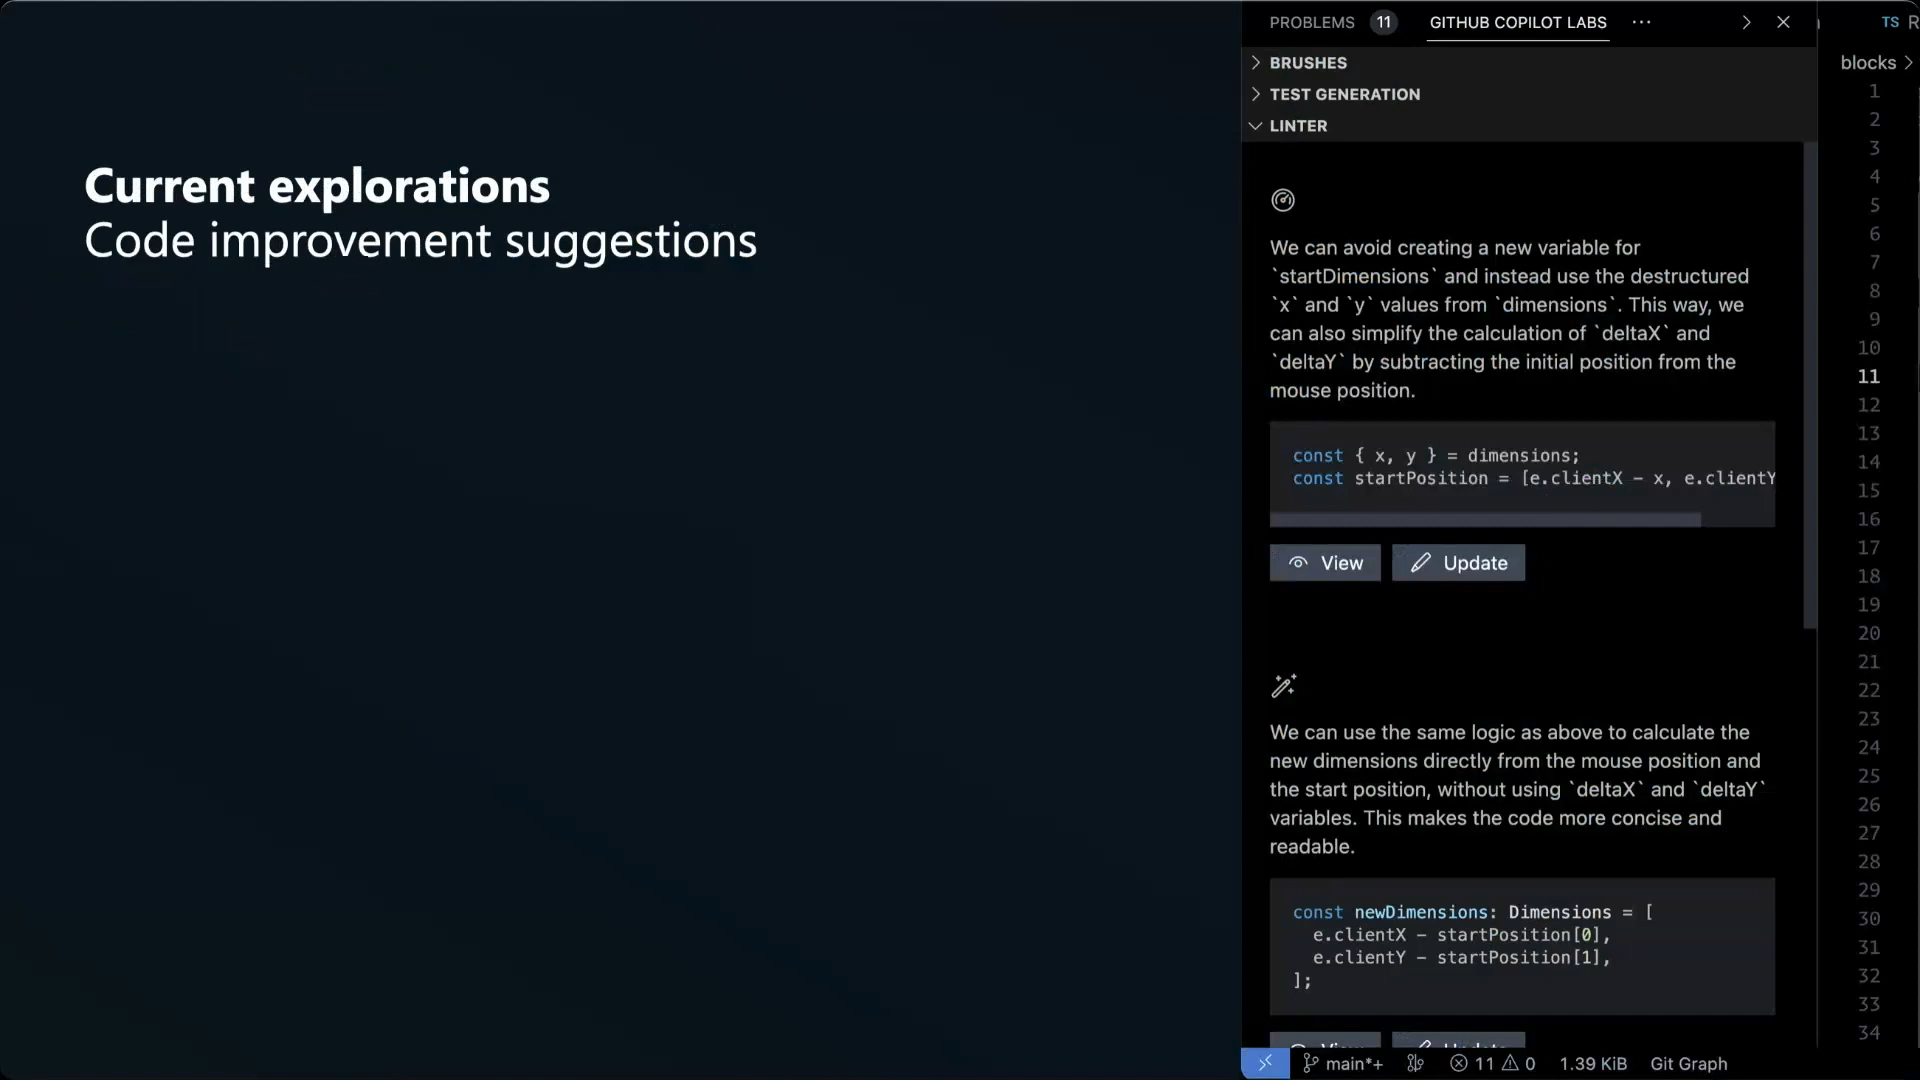 Current explorations
Code improvement suggestions
PROBLEMS 11 GITHUB COPILOT LABS ···
BRUSHES
TEST GENERATION
LINTER
We can avoid creating a new variable for
`startDimensions` and instead use the destructured
`x` and `y` values from `dimensions`. This way, we
can also simplify the calculation of `deltaX` and
`deltaY` by subtracting the initial position from the
mouse position.
const { x, y } = dimensions;
const startPosition = [e.clientX - x, e.clientY
View Update
We can use the same logic as above to calculate the
new dimensions directly from the mouse position and
the start position, without using `deltaX` and `deltaY`
variables. This makes the code more concise and
readable.
const newDimensions: Dimensions = [
e.clientX - startPosition[0],
e.clientY - startPosition[1],
];
View Update
main*+ 11 0 1.39 KiB Git Graph
TS R
blocks >
1
2
3
4
5
6
7
8
9
10
11
12
13
14
15
16
17
18
19
20
21
22
23
24
25
26
27
28
29
30
31
32
33
34